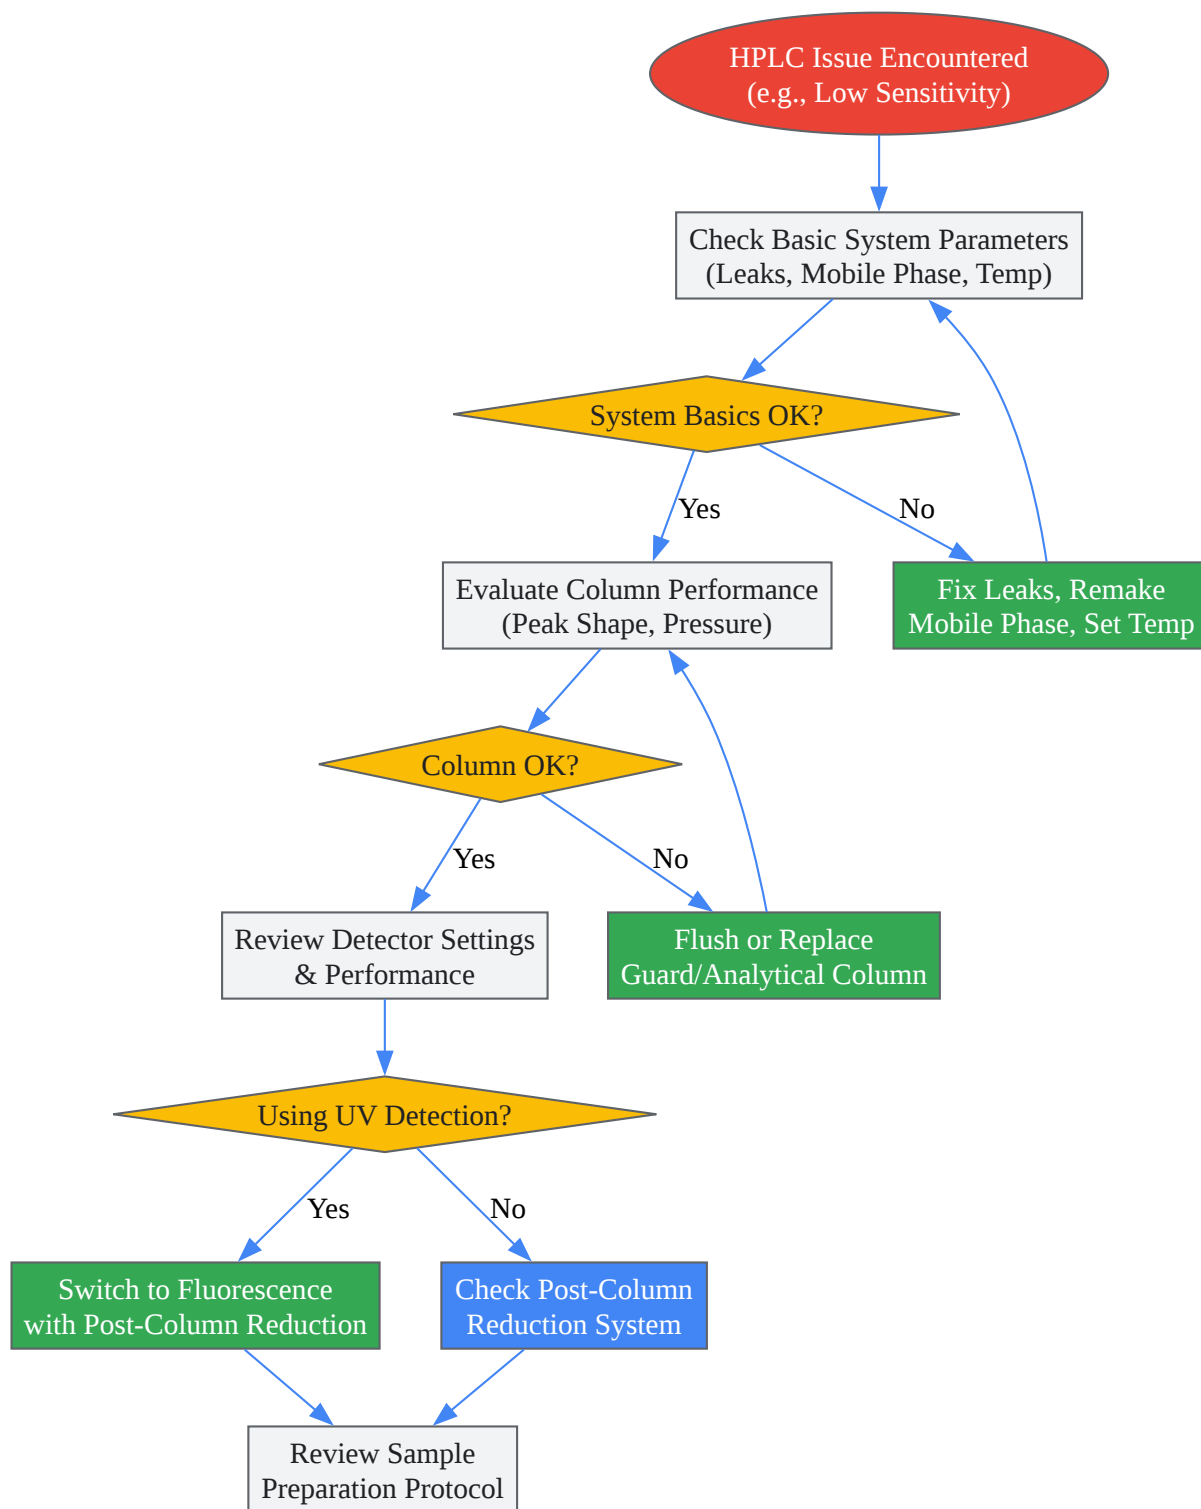 HPLC Issue Encountered
(e.g., Low Sensitivity)
Check Basic System Parameters
(Leaks, Mobile Phase, Temp)
System Basics OK?
Yes
No
Evaluate Column Performance
(Peak Shape, Pressure)
Fix Leaks, Remake
Mobile Phase, Set Temp
Column OK?
Yes
No
Review Detector Settings
& Performance
Flush or Replace
Guard/Analytical Column
Using UV Detection?
Yes
No
Switch to Fluorescence
with Post-Column Reduction
Check Post-Column
Reduction System
Review Sample
Preparation Protocol